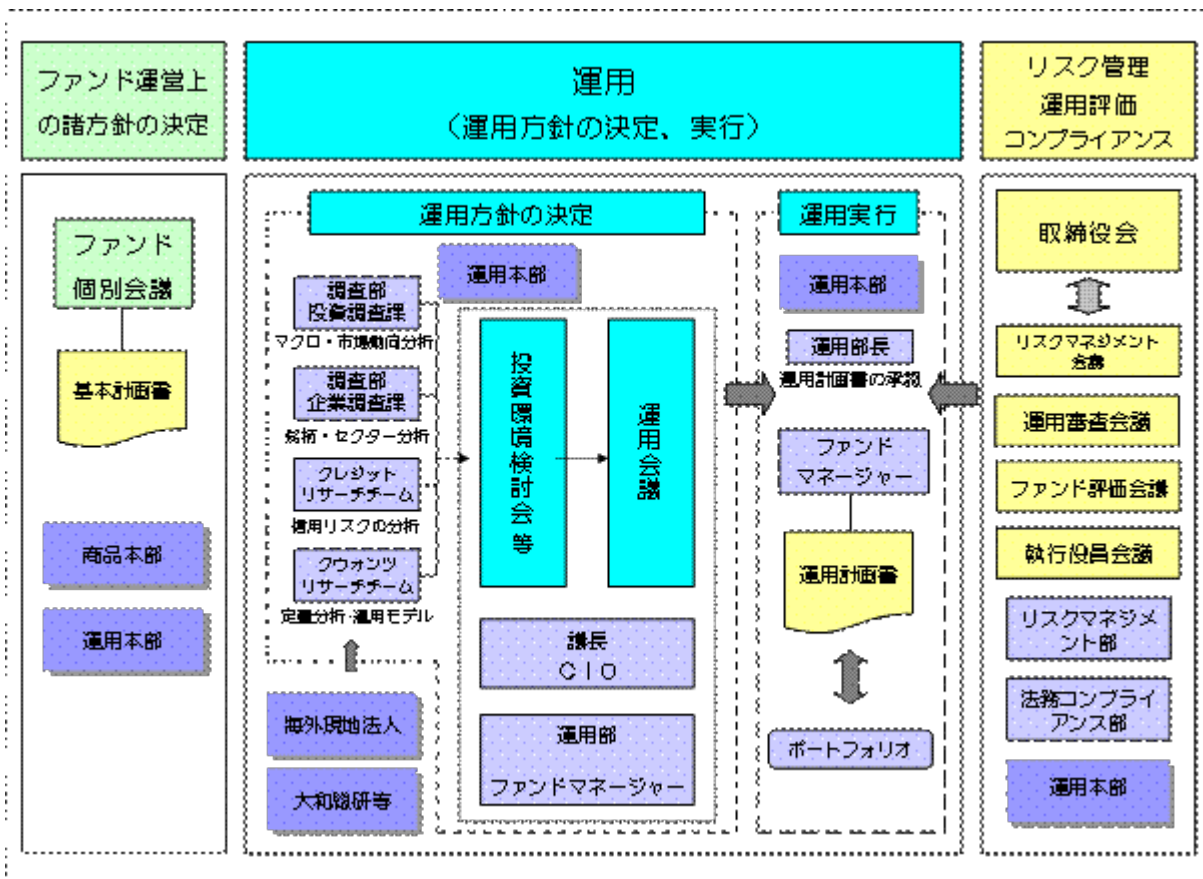 ファンド運営上
の諸方針の決定
運用
（運用方針の決定、実行）
リスク管理
運用評価
コンプライアンス
ファンド
個別会議
基本計画書
商品本部
運用本部
運用方針の決定
運用本部
調査部
投資調査課
マクロ・市場動向分析
調査部
企業調査課
銘柄・セクター分析
クレジット
リサーチチーム
信用リスクの分析
クウォンツ
リサーチチーム
定量分析・運用モデル
海外現地法人
大和総研等
投資環境検討会等
運用会議
議長
ＣＩＯ
運用部
ファンドマネージャー
運用実行
運用本部
運用部長
運用計画書の承認
ファンド
マネージャー
運用計画書
ポートフォリオ
取締役会
リスクマネジメント
会議
運用審査会議
ファンド評価会議
執行役員会議
リスクマネジメ
ント部
法務コンプライ
アンス部
運用本部